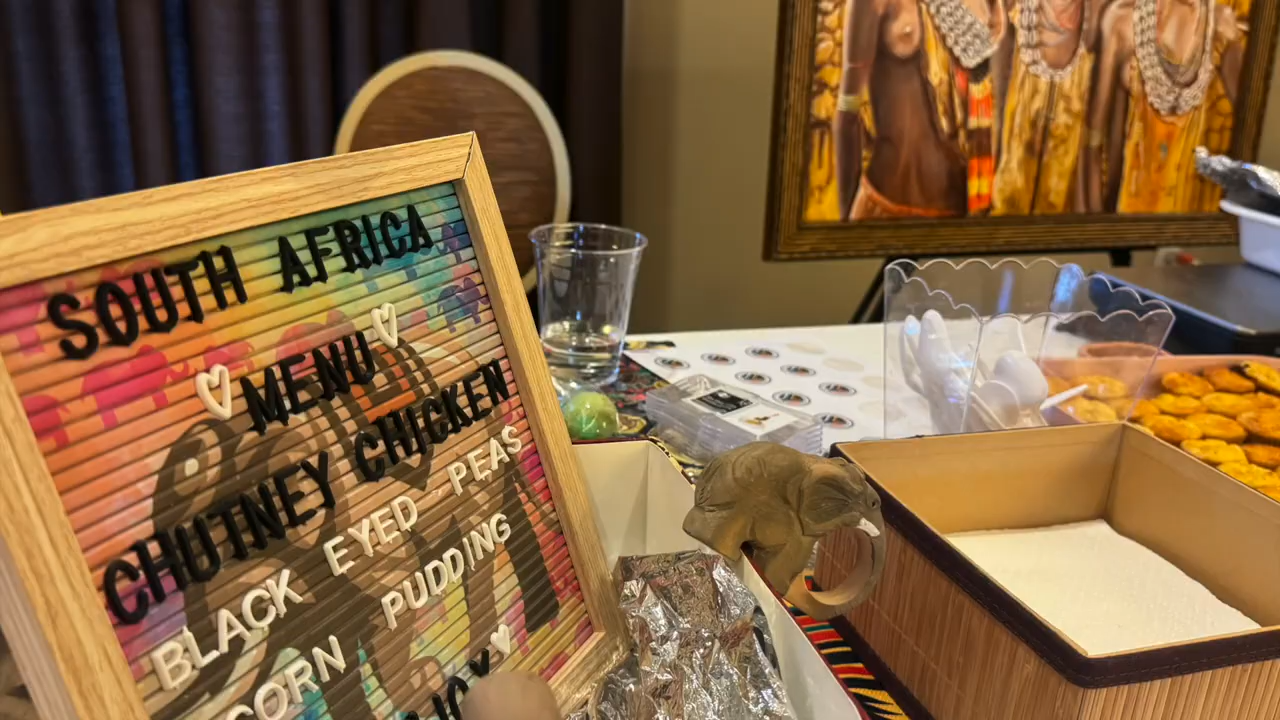 SOUTH AFRICA
MENU
CHUTNEY CHICKEN
BLACK EYED PEAS
CORN PUDDING